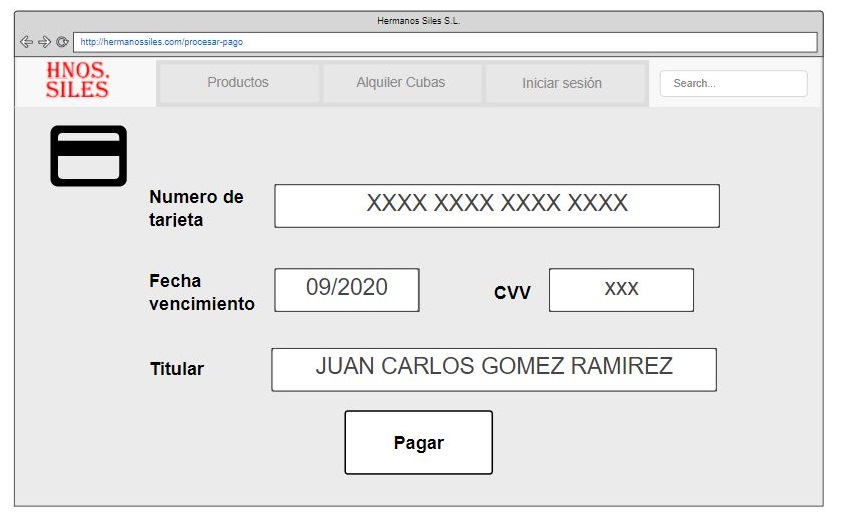 Hermanos Siles S.L.
http://hermanossiles.com/procesar-pago
HNOS.
SILES
Productos
Alquiler Cubas
Iniciar sesión
Search...
Numero de
tarjeta
XXXX XXXX XXXX XXXX
Fecha
vencimiento
09/2020
CVV
xxx
Titular
JUAN CARLOS GOMEZ RAMIREZ
Pagar